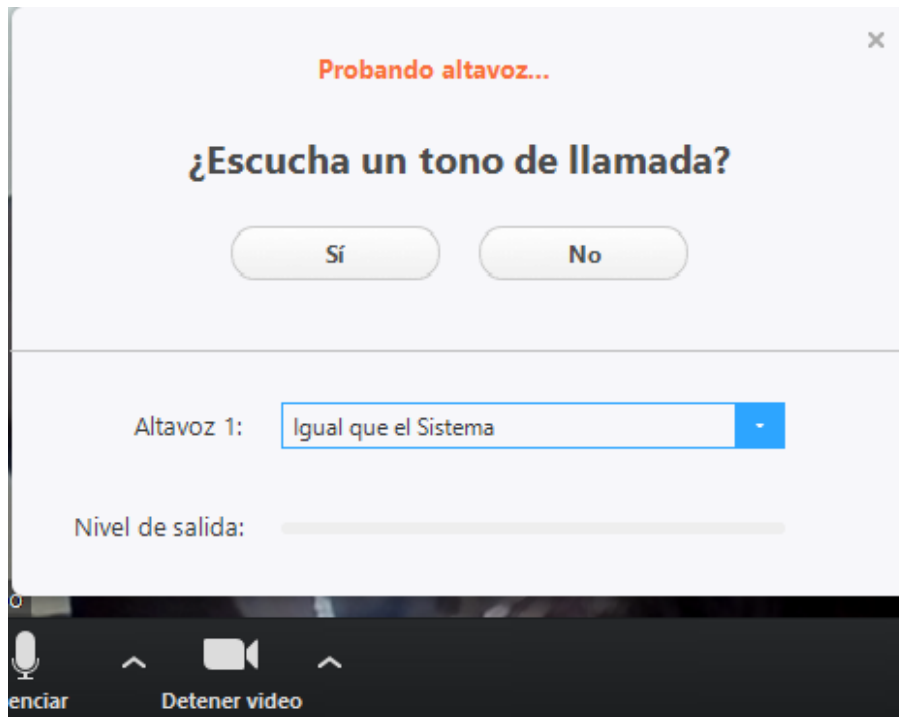 Probando altavoz...
¿Escucha un tono de llamada?
Sí No
Altavoz 1: Igual que el Sistema
Nivel de salida:
o
enciar Detener video